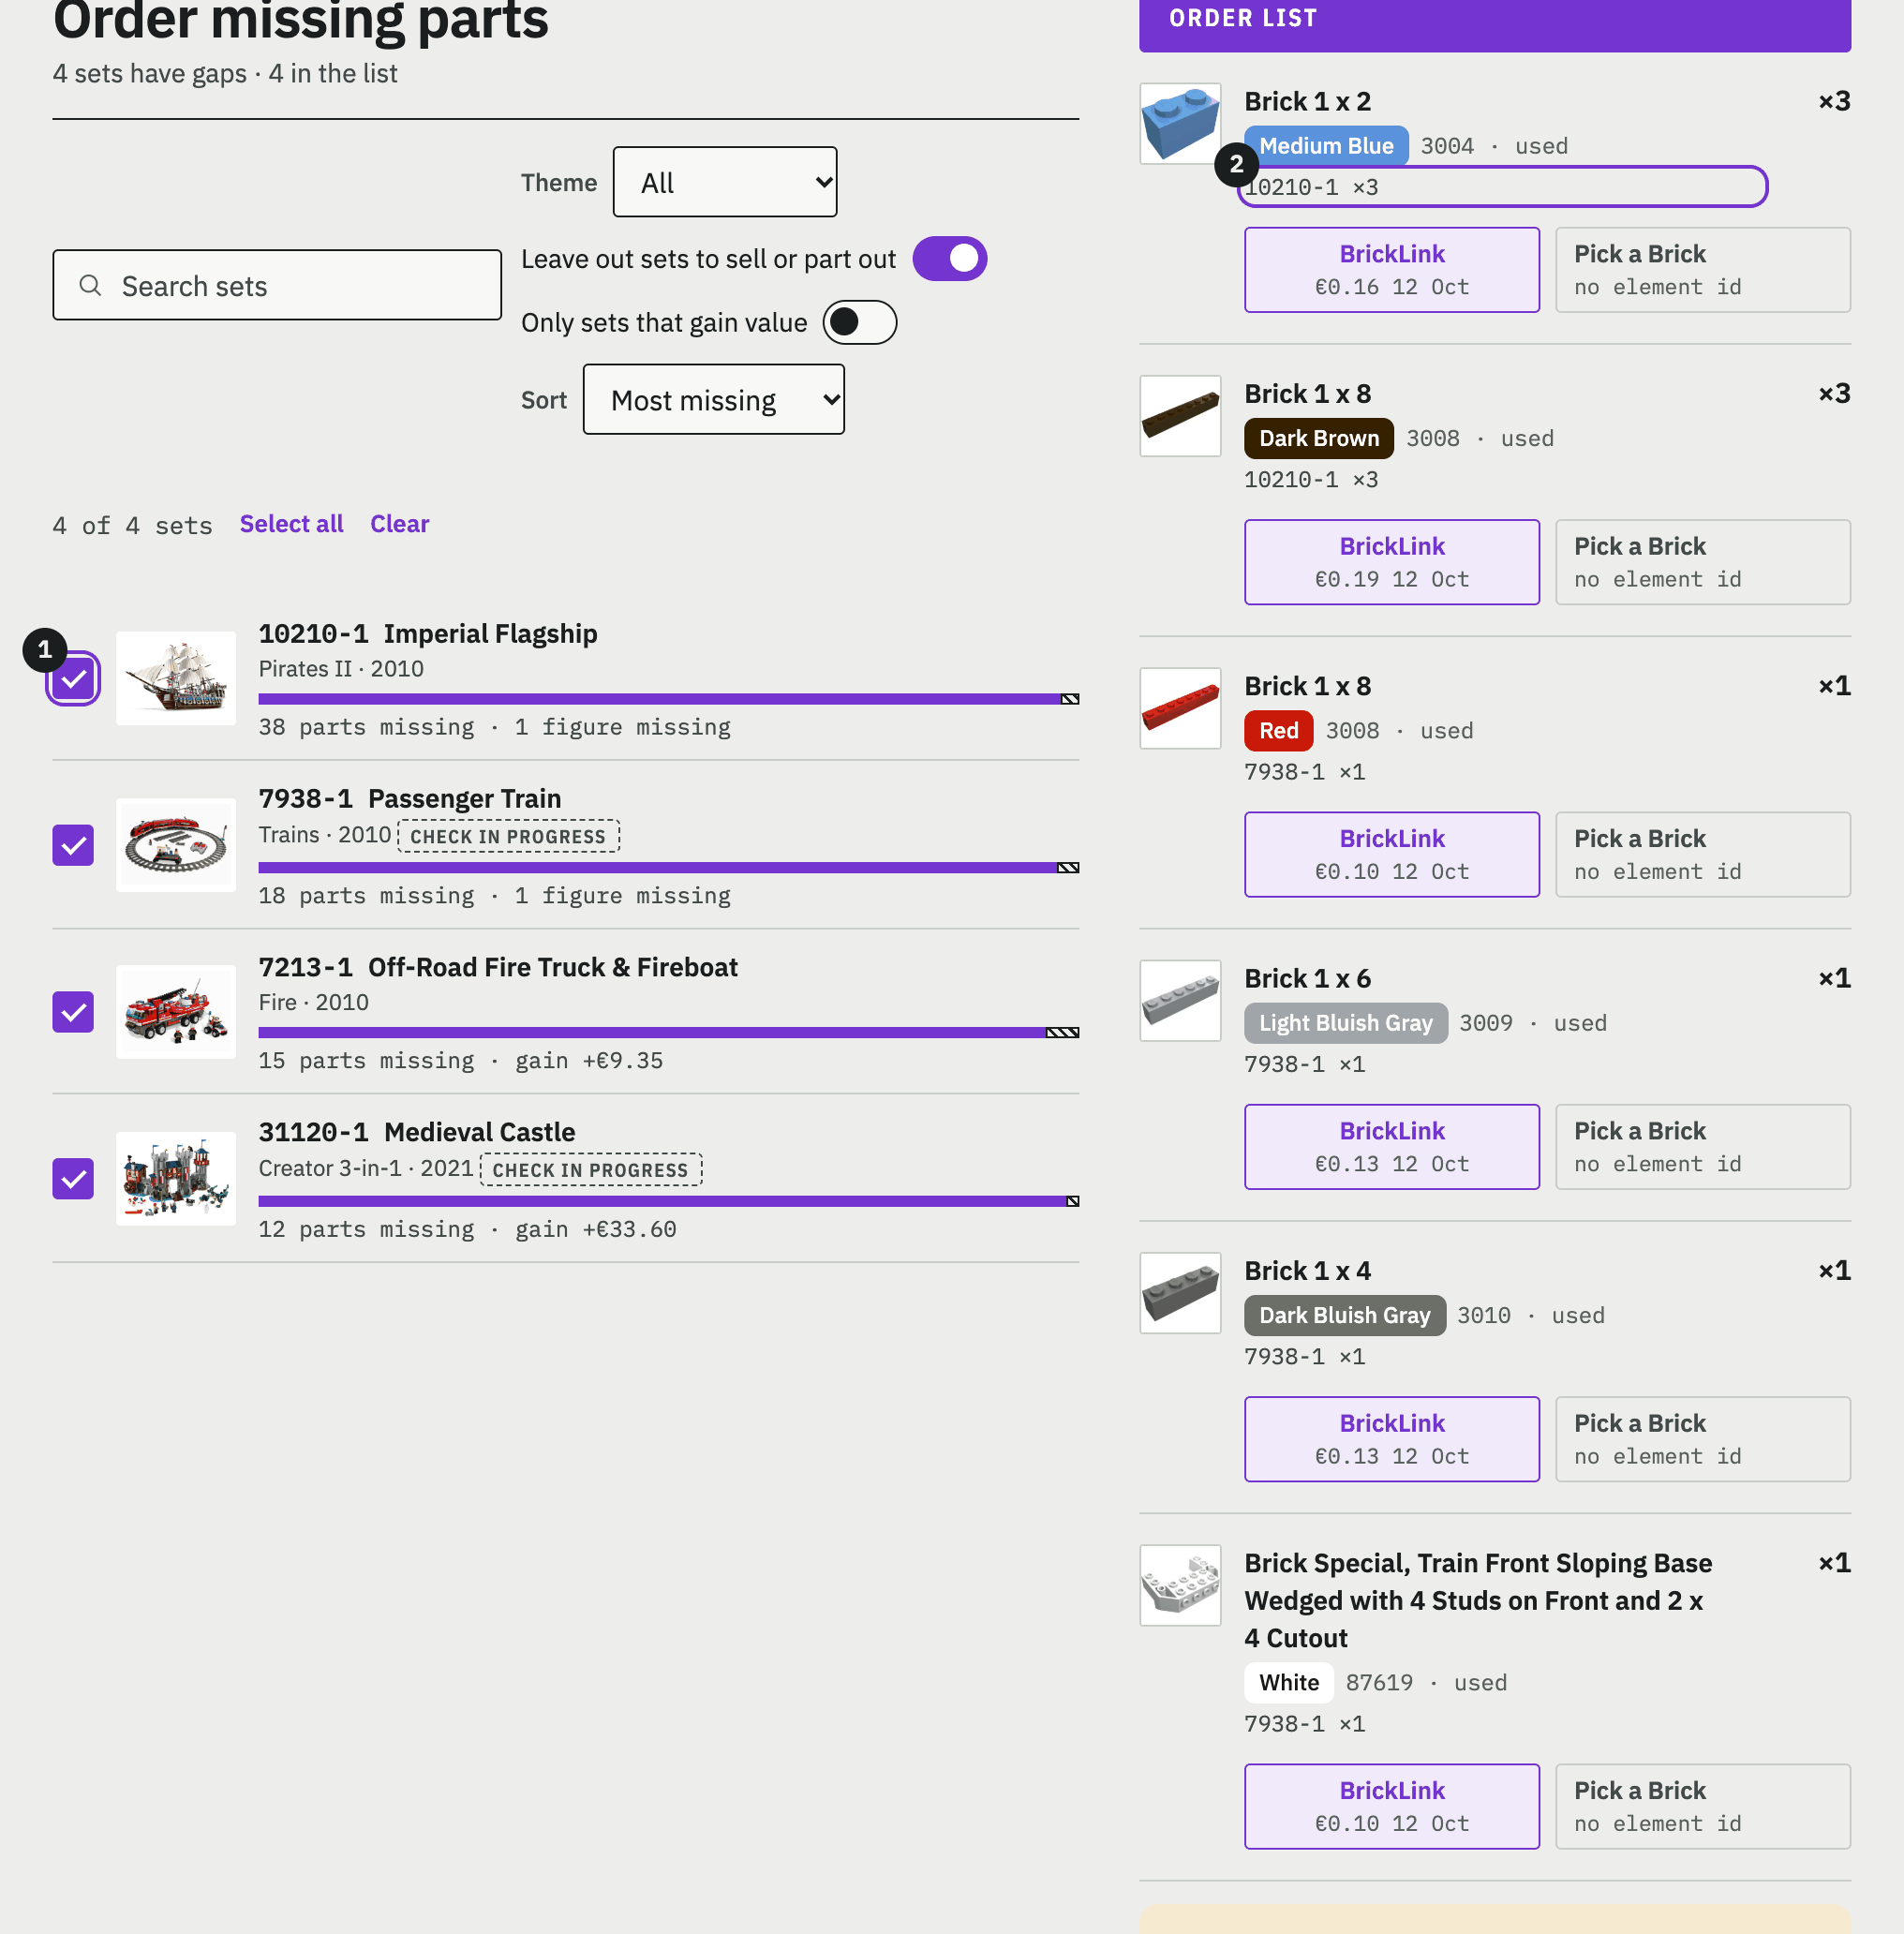 Order missing parts
4 sets have gaps · 4 in the list
Theme
All
Search sets
Leave out sets to sell or part out
Only sets that gain value
Sort
Most missing
4 of 4 sets Select all Clear
1
10210-1 Imperial Flagship
Pirates II · 2010
38 parts missing · 1 figure missing
7938-1 Passenger Train
Trains · 2010 CHECK IN PROGRESS
18 parts missing · 1 figure missing
7213-1 Off-Road Fire Truck & Fireboat
Fire · 2010
15 parts missing · gain +€9.35
31120-1 Medieval Castle
Creator 3-in-1 · 2021 CHECK IN PROGRESS
12 parts missing · gain +€33.60
ORDER LIST
Brick 1 x 2 ×3
Medium Blue 3004 · used
2
10210-1 ×3
BrickLink
€0.16 12 Oct
Pick a Brick
no element id
Brick 1 x 8 ×3
Dark Brown 3008 · used
10210-1 ×3
BrickLink
€0.19 12 Oct
Pick a Brick
no element id
Brick 1 x 8 ×1
Red 3008 · used
7938-1 ×1
BrickLink
€0.10 12 Oct
Pick a Brick
no element id
Brick 1 x 6 ×1
Light Bluish Gray 3009 · used
7938-1 ×1
BrickLink
€0.13 12 Oct
Pick a Brick
no element id
Brick 1 x 4 ×1
Dark Bluish Gray 3010 · used
7938-1 ×1
BrickLink
€0.13 12 Oct
Pick a Brick
no element id
Brick Special, Train Front Sloping Base ×1
Wedged with 4 Studs on Front and 2 x
4 Cutout
White 87619 · used
7938-1 ×1
BrickLink
€0.10 12 Oct
Pick a Brick
no element id